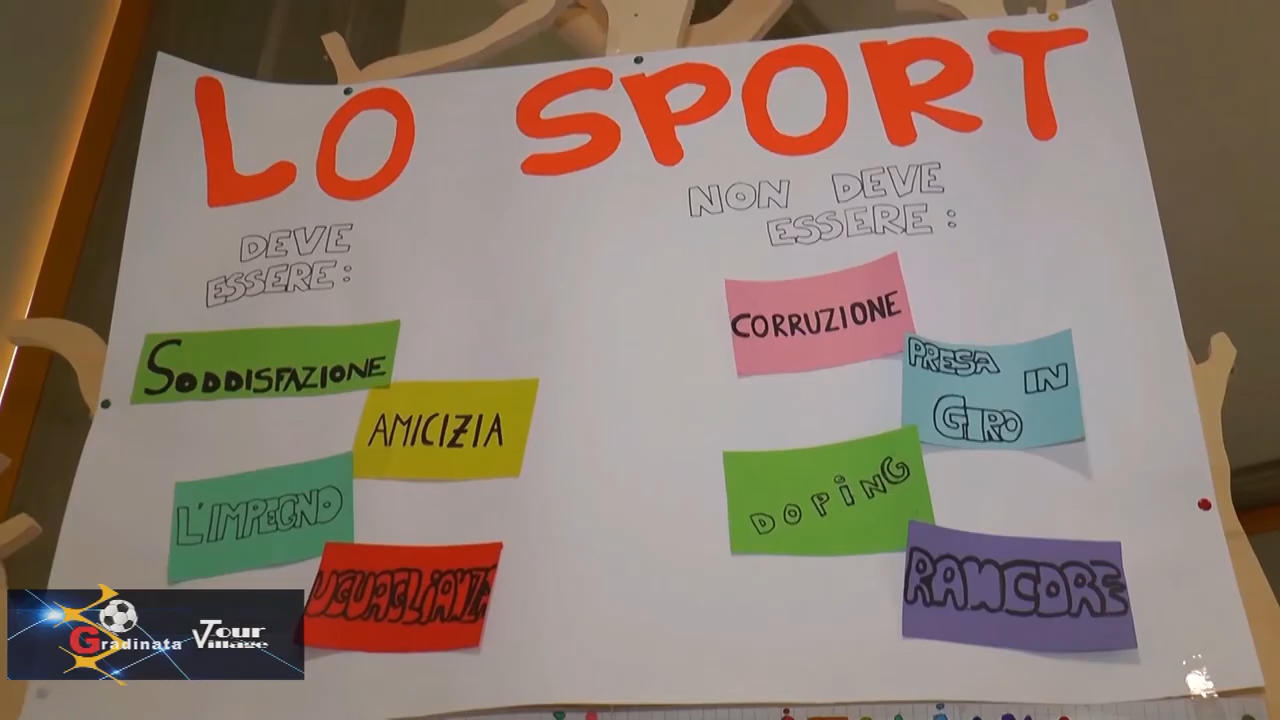 LO SPORT
DEVE
ESSERE:
SODDISFAZIONE
AMICIZIA
L'IMPEGNO
UGUAGLIANZA
NON DEVE
ESSERE:
CORRUZIONE
PRESA IN
GIRO
DOPING
RANCORE
Gradinata Tour
Village